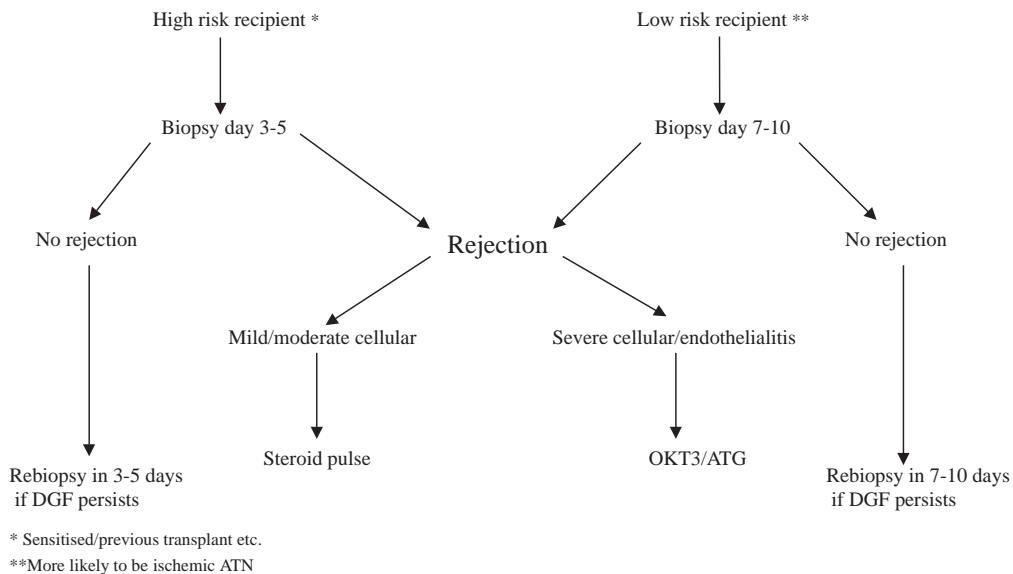 High risk recipient *
Low risk recipient **
Biopsy day 3-5
Biopsy day 7-10
No rejection
Rejection
No rejection
Mild/moderate cellular
Severe cellular/endothelialitis
Steroid pulse
OKT3/ATG
Rebiopsy in 3-5 days
if DGF persists
Rebiopsy in 7-10 days
if DGF persists
* Sensitised/previous transplant etc.
**More likely to be ischemic ATN